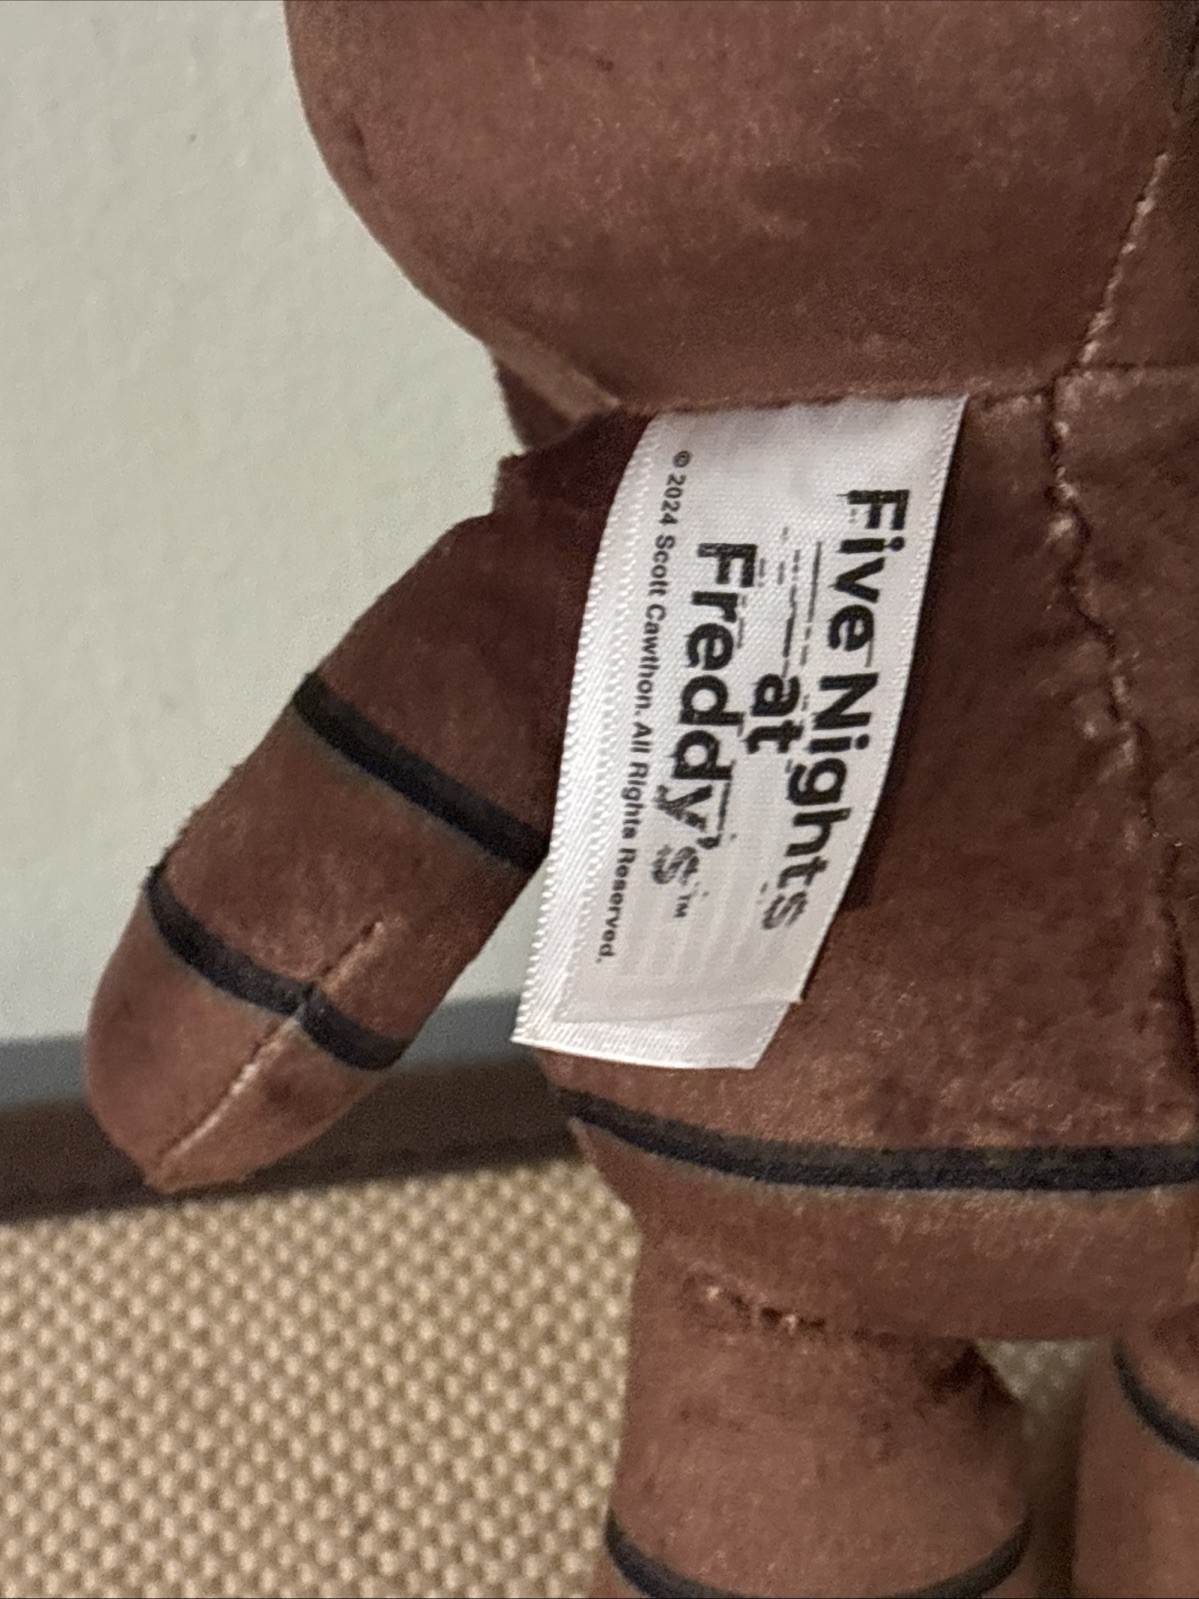 Five Nights
at
Freddy's™
© 2024 Scott Cawthon. All Rights Reserved.